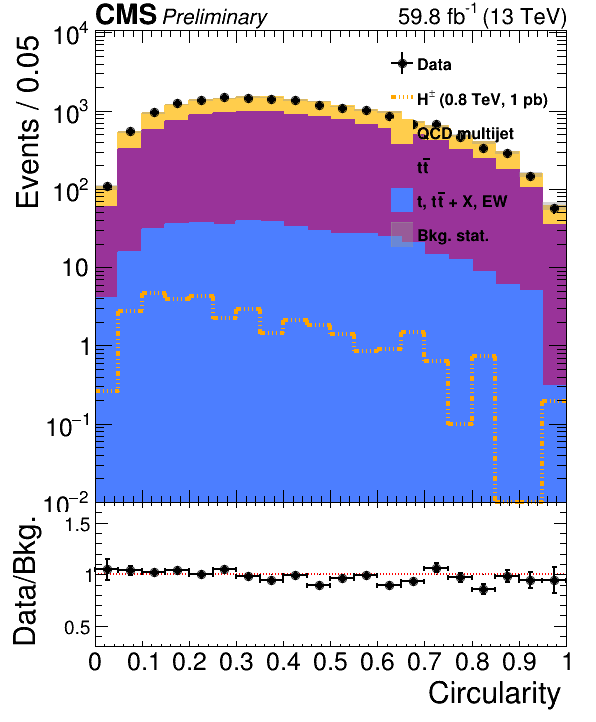 CMS Preliminary 59.8 fb⁻¹ (13 TeV)
Events / 0.05
10⁴
10³
10²
10
1
10⁻¹
10⁻²
Data
H± (0.8 TeV, 1 pb)
QCD multijet
tt̅
t, tt̅ + X, EW
Bkg. stat.
Data/Bkg.
1.5
1
0.5
0 0.1 0.2 0.3 0.4 0.5 0.6 0.7 0.8 0.9 1
Circularity